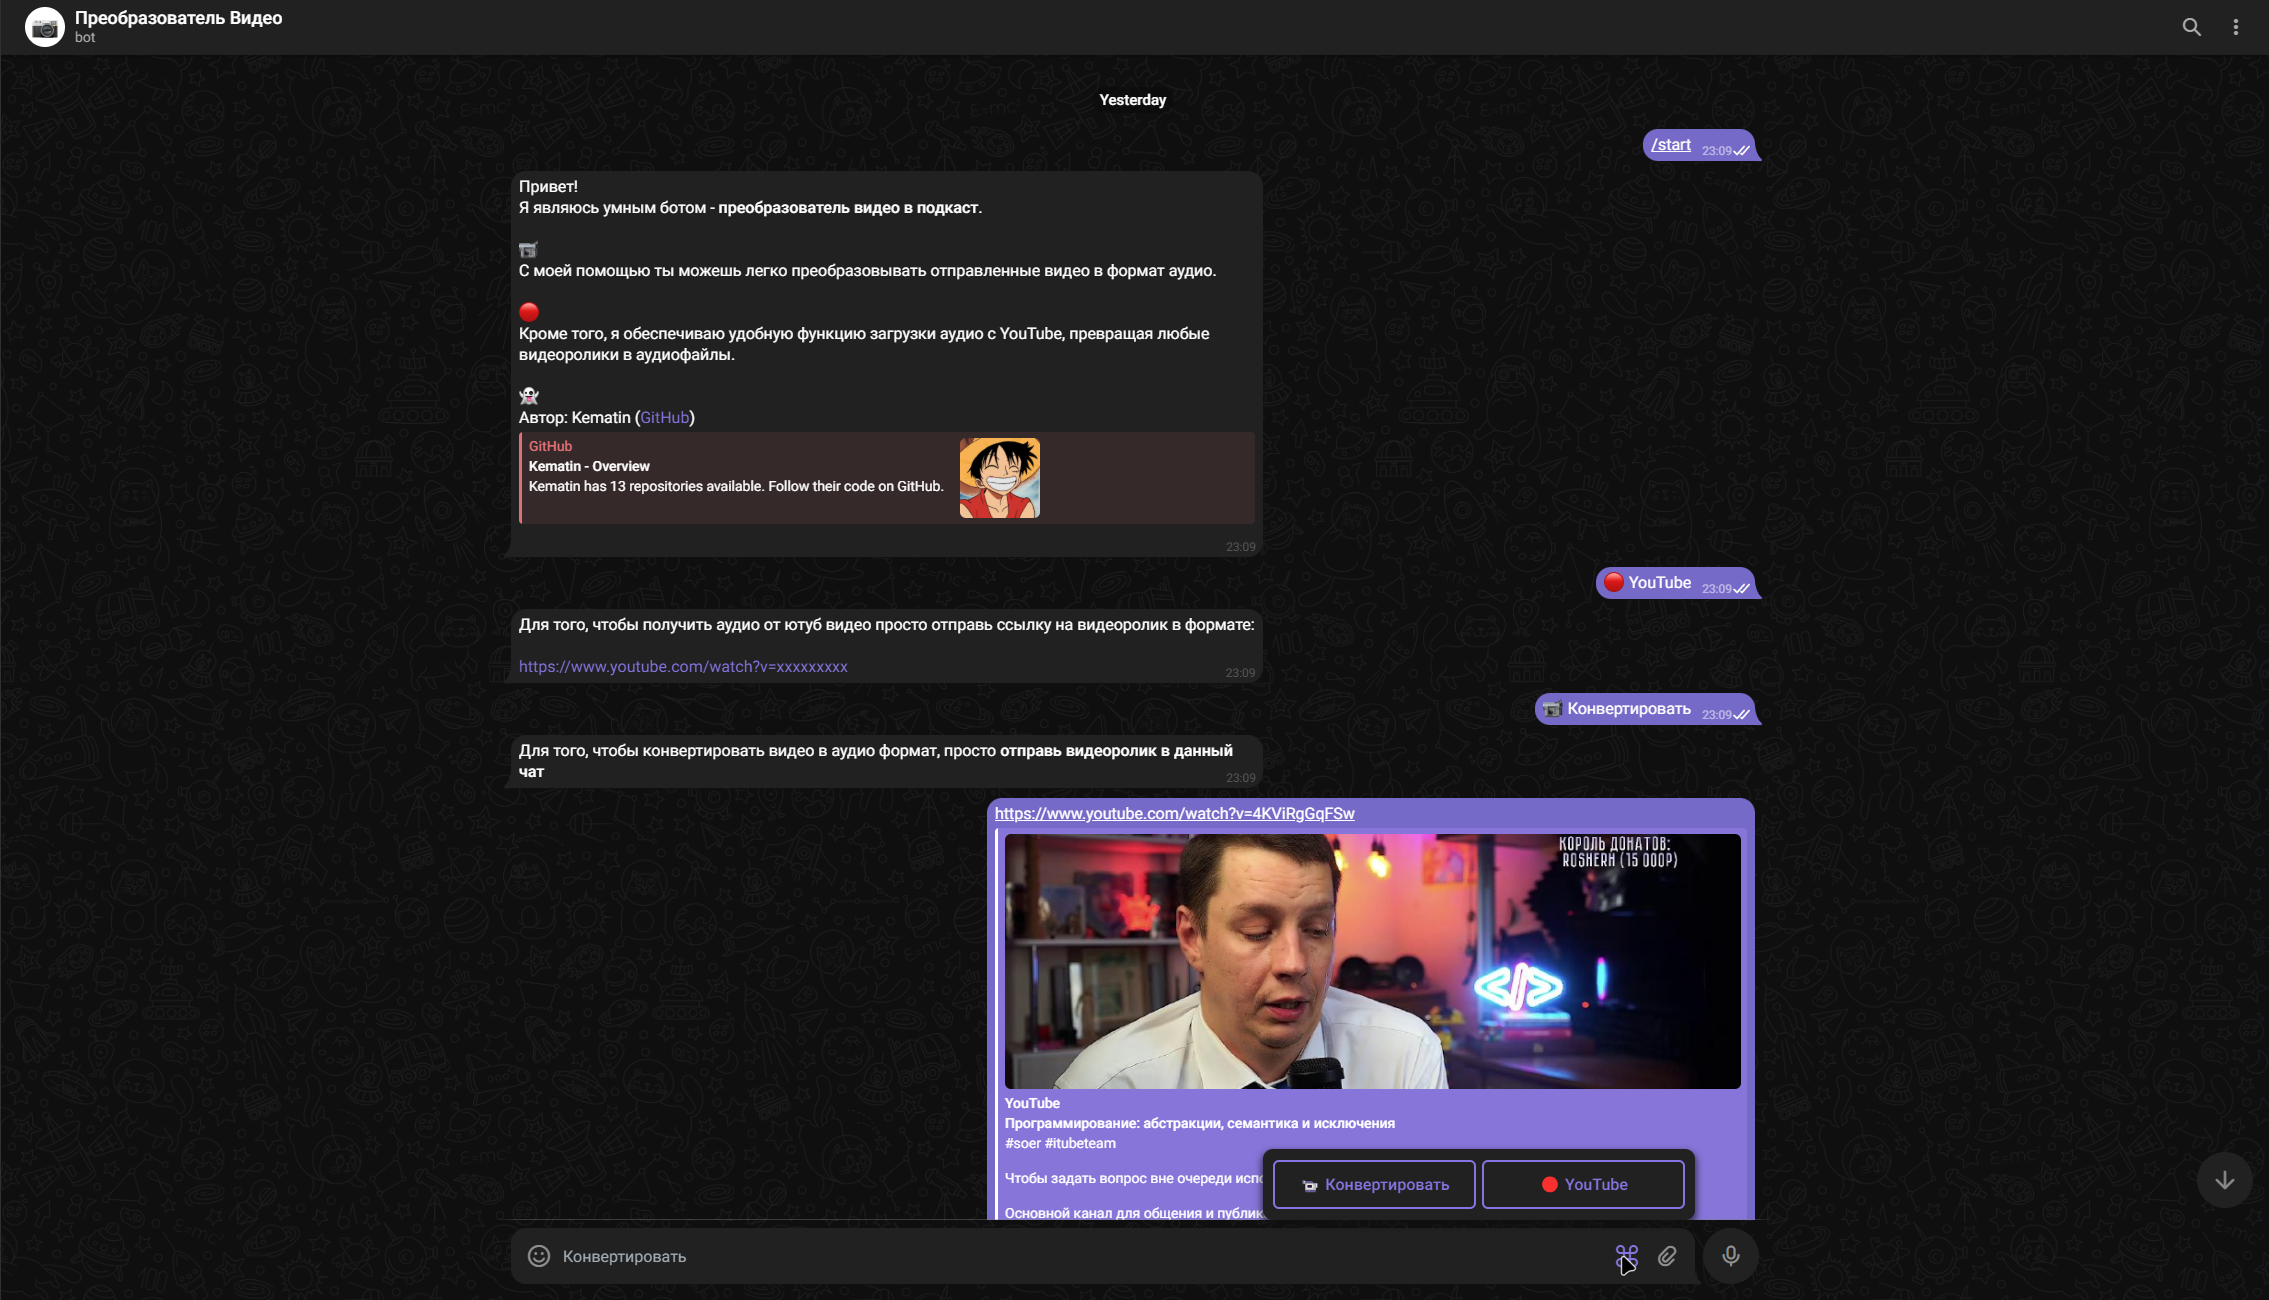 Преобразователь Видео
bot
Yesterday
/start 23:09
Привет!
Я являюсь умным ботом - преобразователь видео в подкаст.
С моей помощью ты можешь легко преобразовывать отправленные видео в формат аудио.
Кроме того, я обеспечиваю удобную функцию загрузки аудио с YouTube, превращая любые
видеоролики в аудиофайлы.
Автор: Kematin (GitHub)
GitHub
Kematin - Overview
Kematin has 13 repositories available. Follow their code on GitHub.
23:09
YouTube 23:09
Для того, чтобы получить аудио от ютуб видео просто отправь ссылку на видеоролик в формате:
https://www.youtube.com/watch?v=xxxxxxxxx
23:09
Конвертировать 23:09
Для того, чтобы конвертировать видео в аудио формат, просто отправь видеоролик в данный
чат
23:09
https://www.youtube.com/watch?v=4KViRgGqFSw
КОРОЛЬ ДОНАТОВ:
ROSHERH (15 000Р)
YouTube
Программирование: абстракции, семантика и исключения
#soer #itubeteam
Чтобы задать вопрос вне очереди
Основной канал для общения и
Конвертировать
YouTube
Конвертировать